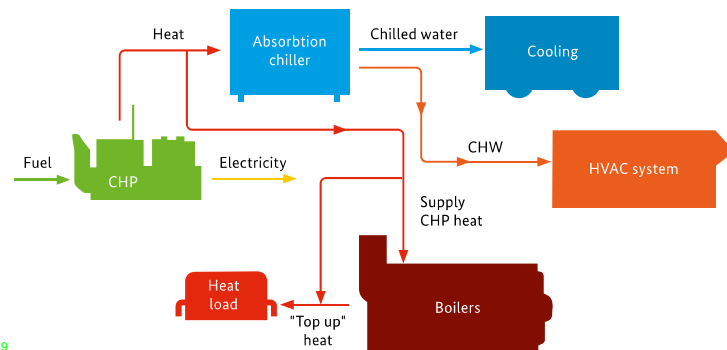 Heat
Absorbtion
chiller
Chilled water
Cooling
Fuel
CHP
Electricity
CHW
HVAC system
Supply
CHP heat
Heat
load
"Top up"
heat
Boilers
9